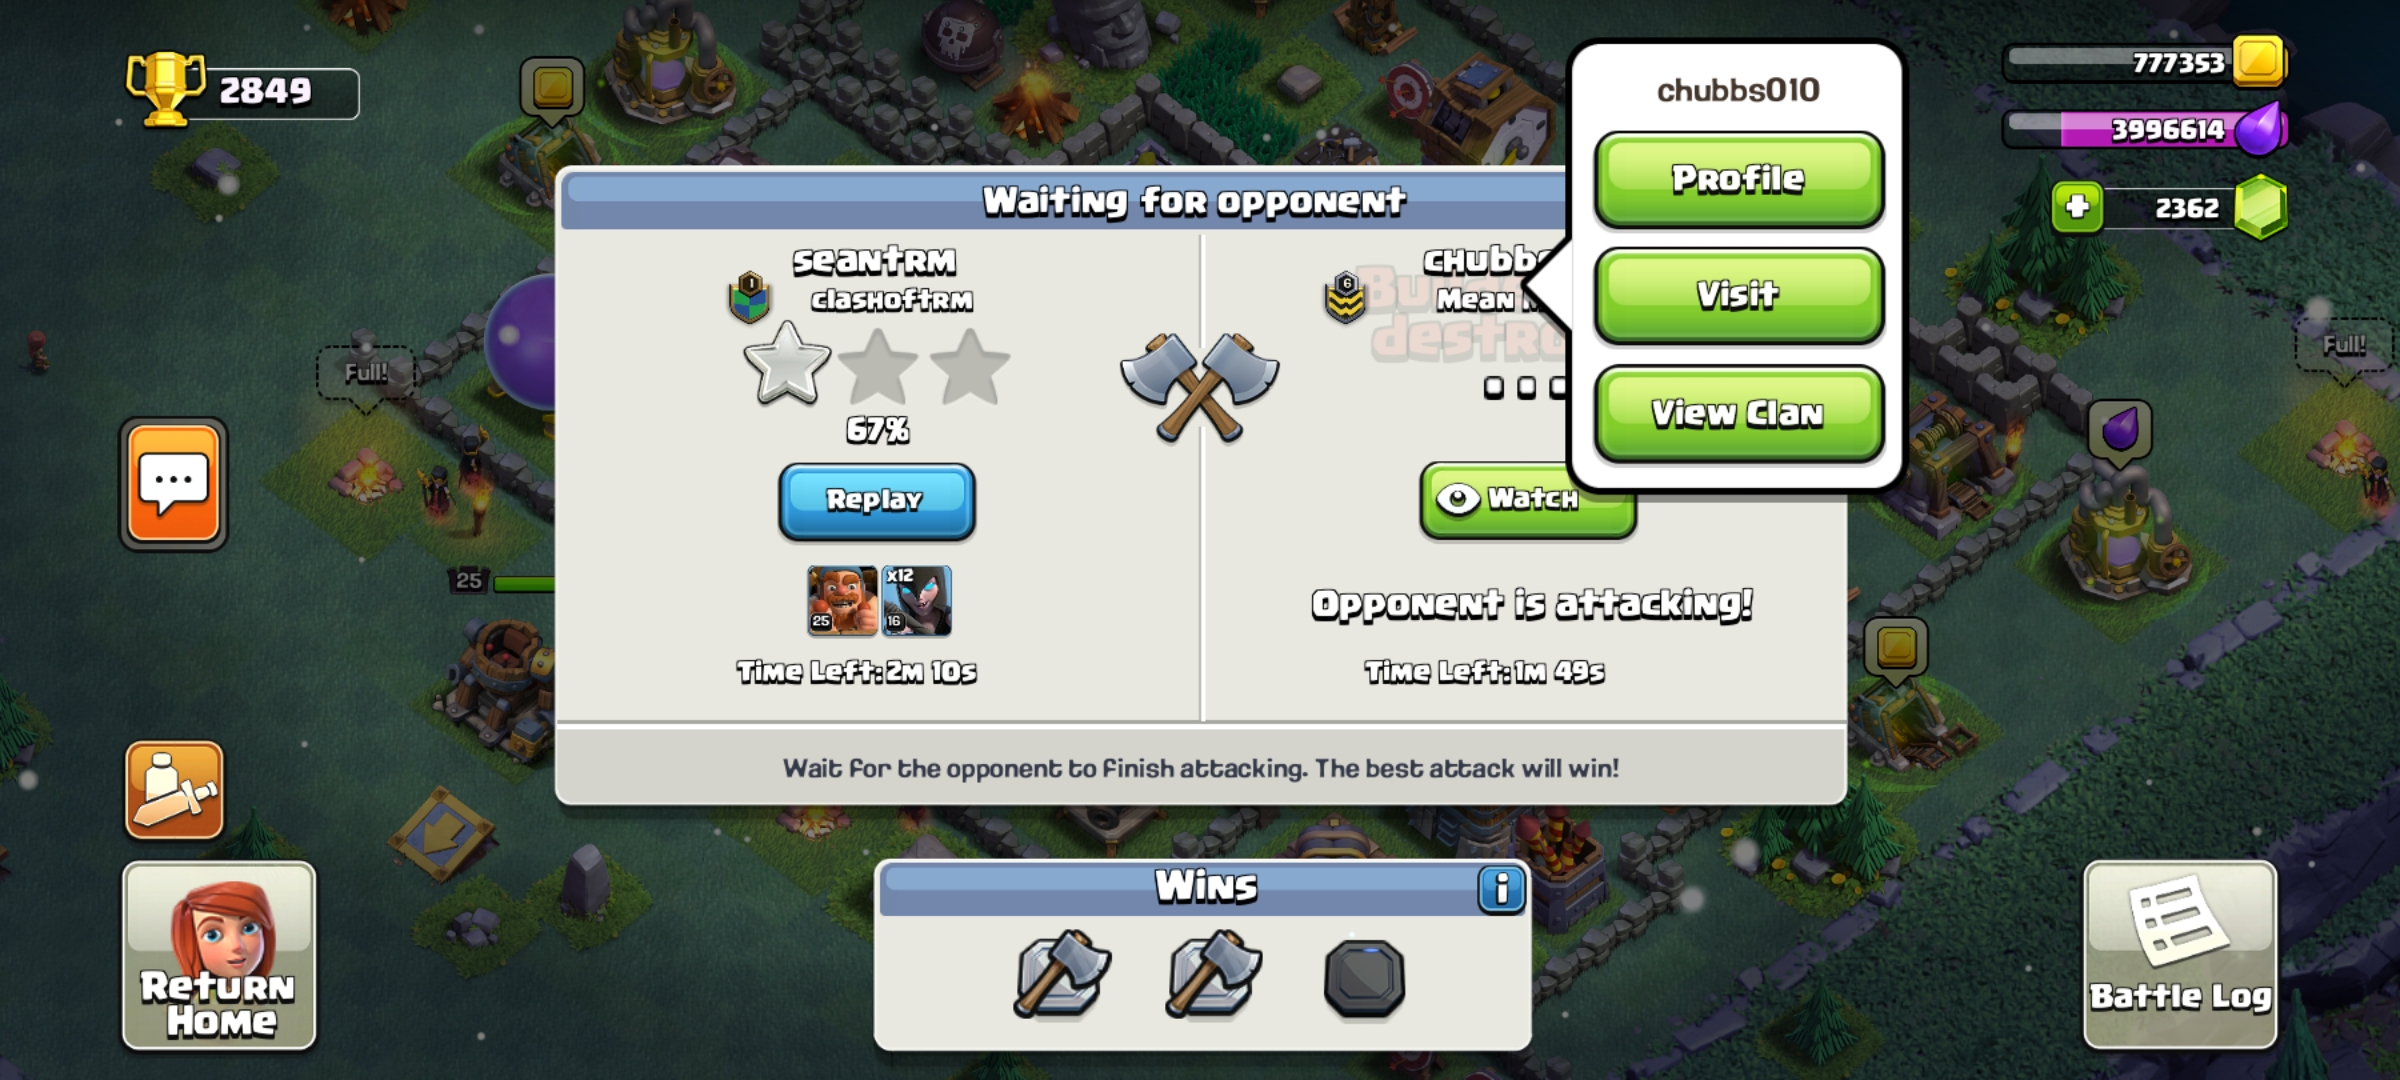 2849
777353
3996614
2362
chubbs010
Profile
Visit
View Clan
Waiting for opponent
seantrm
clashoftrm
1
6
Mean
67%
Replay
Watch
x12
25
16
Opponent is attacking!
Time Left: 2m 10s
Time Left: 1m 49s
Wait for the opponent to finish attacking. The best attack will win!
Full!
Full!
25
Wins
i
Return
Home
Battle Log